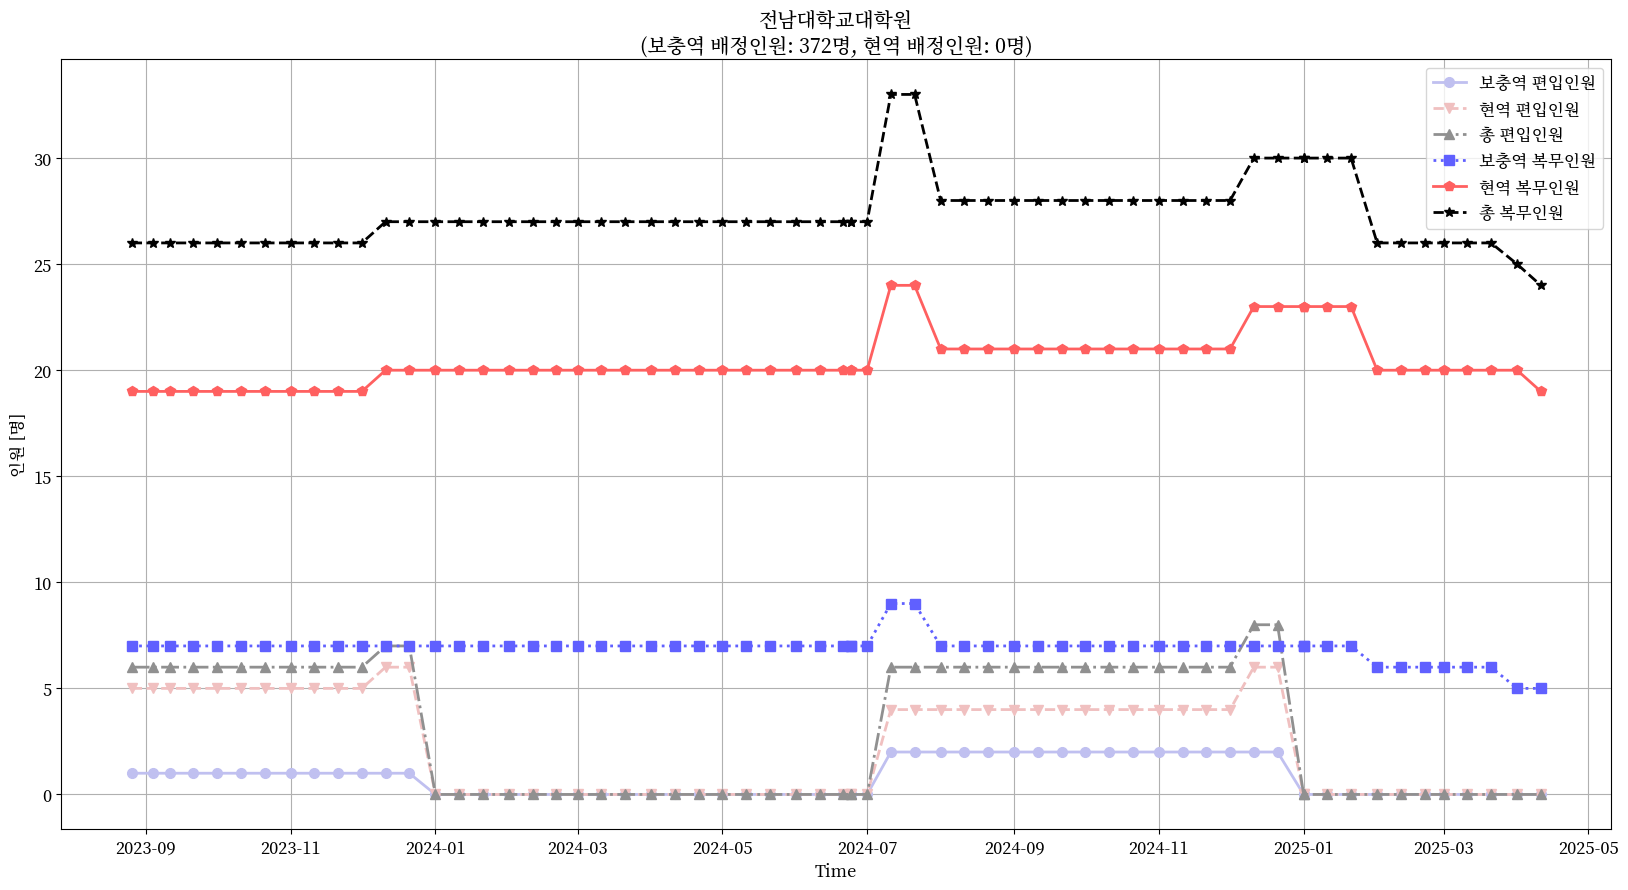 전남대학교대학원
(보충역 배정인원: 372명, 현역 배정인원: 0명)
보충역 편입인원
현역 편입인원
총 편입인원
보충역 복무인원
현역 복무인원
총 복무인원
인원 [명]
30
25
20
15
10
5
0
2023-09 2023-11 2024-01 2024-03 2024-05 2024-07 2024-09 2024-11 2025-01 2025-03 2025-05
Time